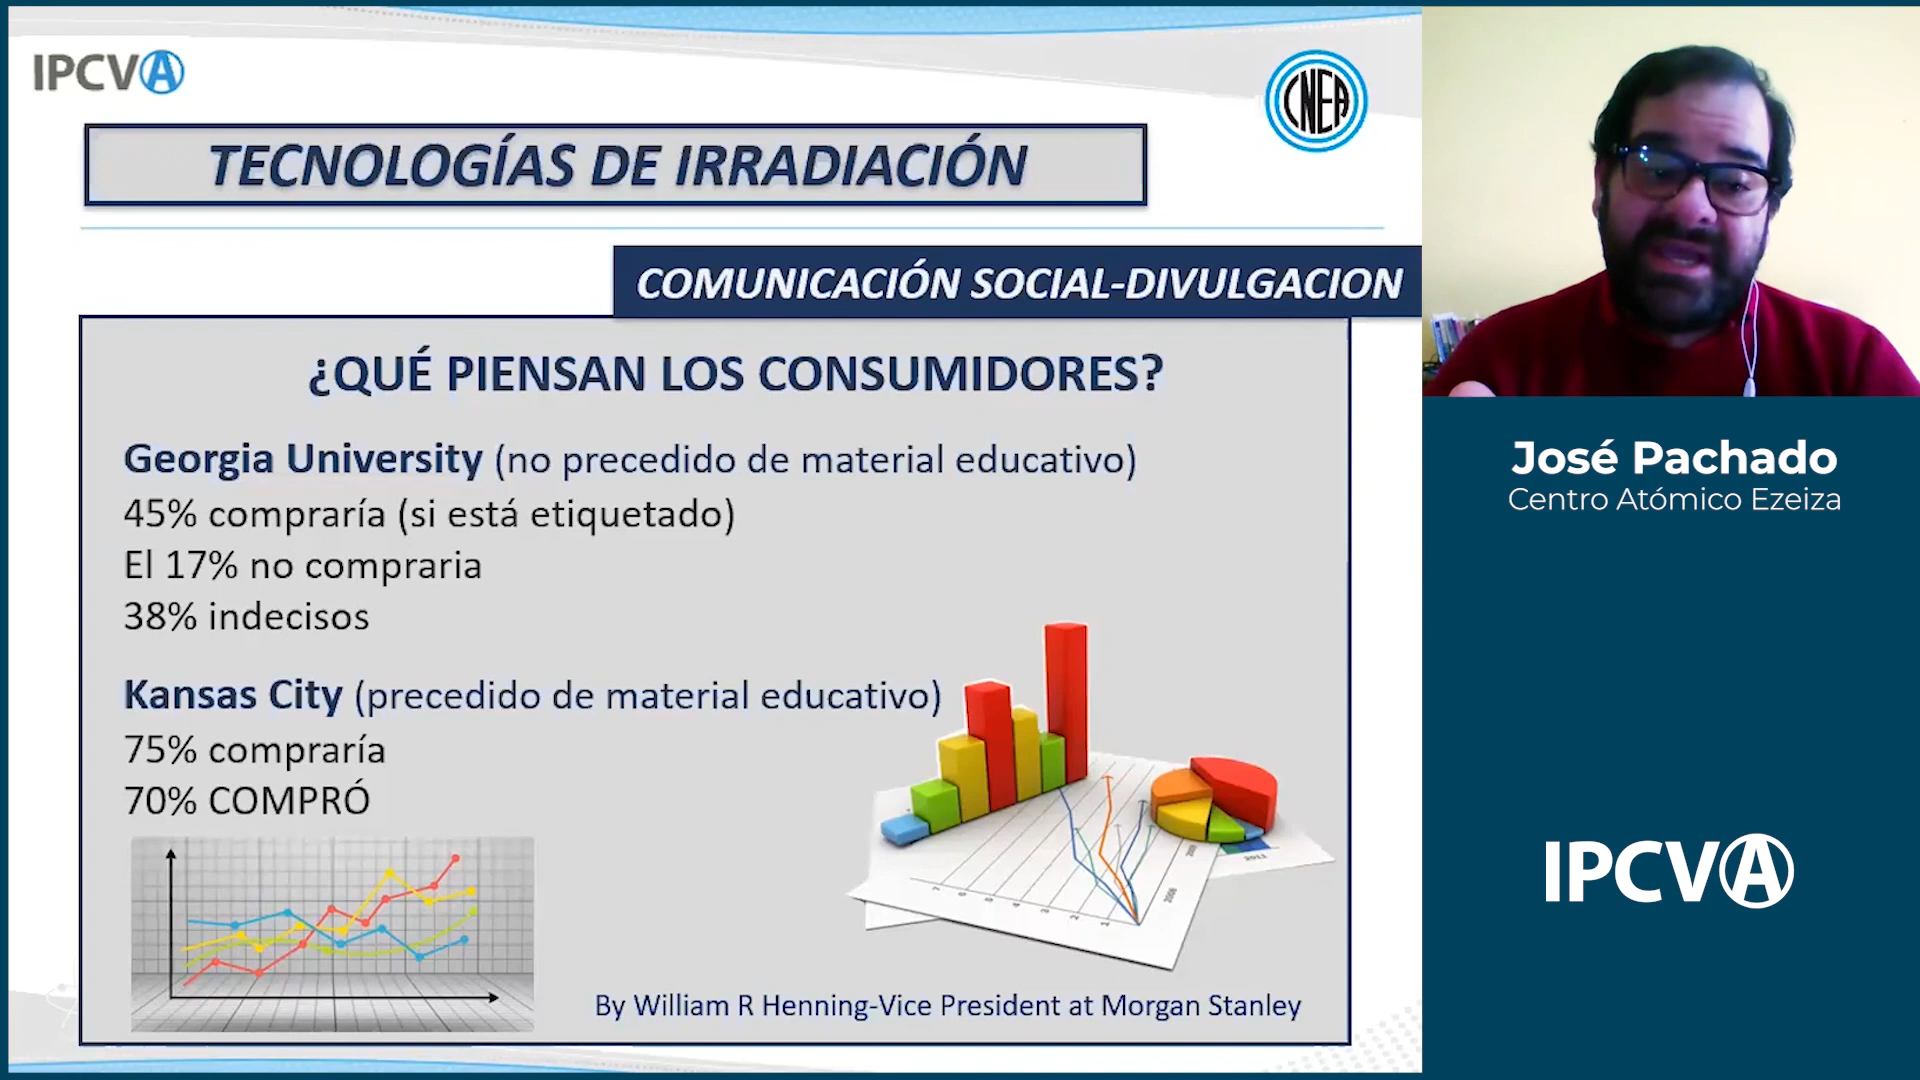 IPCVA
CNEA
TECNOLOGÍAS DE IRRADIACIÓN
COMUNICACIÓN SOCIAL-DIVULGACION
¿QUÉ PIENSAN LOS CONSUMIDORES?
Georgia University (no precedido de material educativo)
45% compraría (si está etiquetado)
El 17% no compraria
38% indecisos
Kansas City (precedido de material educativo)
75% compraría
70% COMPRÓ
By William R Henning-Vice President at Morgan Stanley
José Pachado
Centro Atómico Ezeiza
IPCVA